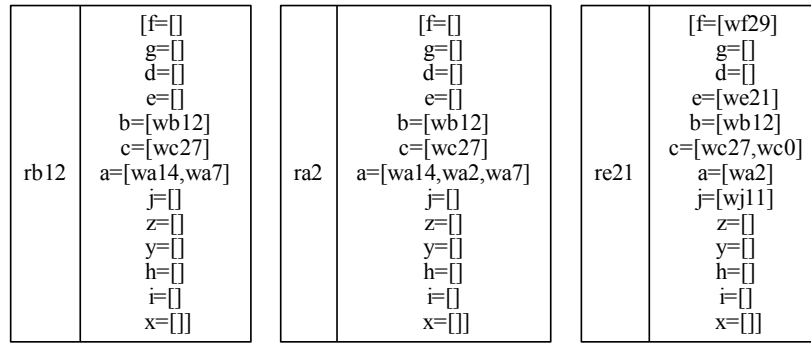 rb12
[f=[]
g=[]
d=[]
e=[]
b=[wb12]
c=[wc27]
a=[wa14,wa7]
j=[]
z=[]
y=[]
h=[]
i=[]
x=[]]
ra2
[f=[]
g=[]
d=[]
e=[]
b=[wb12]
c=[wc27]
a=[wa14,wa2,wa7]
j=[]
z=[]
y=[]
h=[]
i=[]
x=[]]
re21
[f=[wf29]
g=[]
d=[]
e=[we21]
b=[wb12]
c=[wc27,wc0]
a=[wa2]
j=[wj11]
z=[]
y=[]
h=[]
i=[]
x=[]]